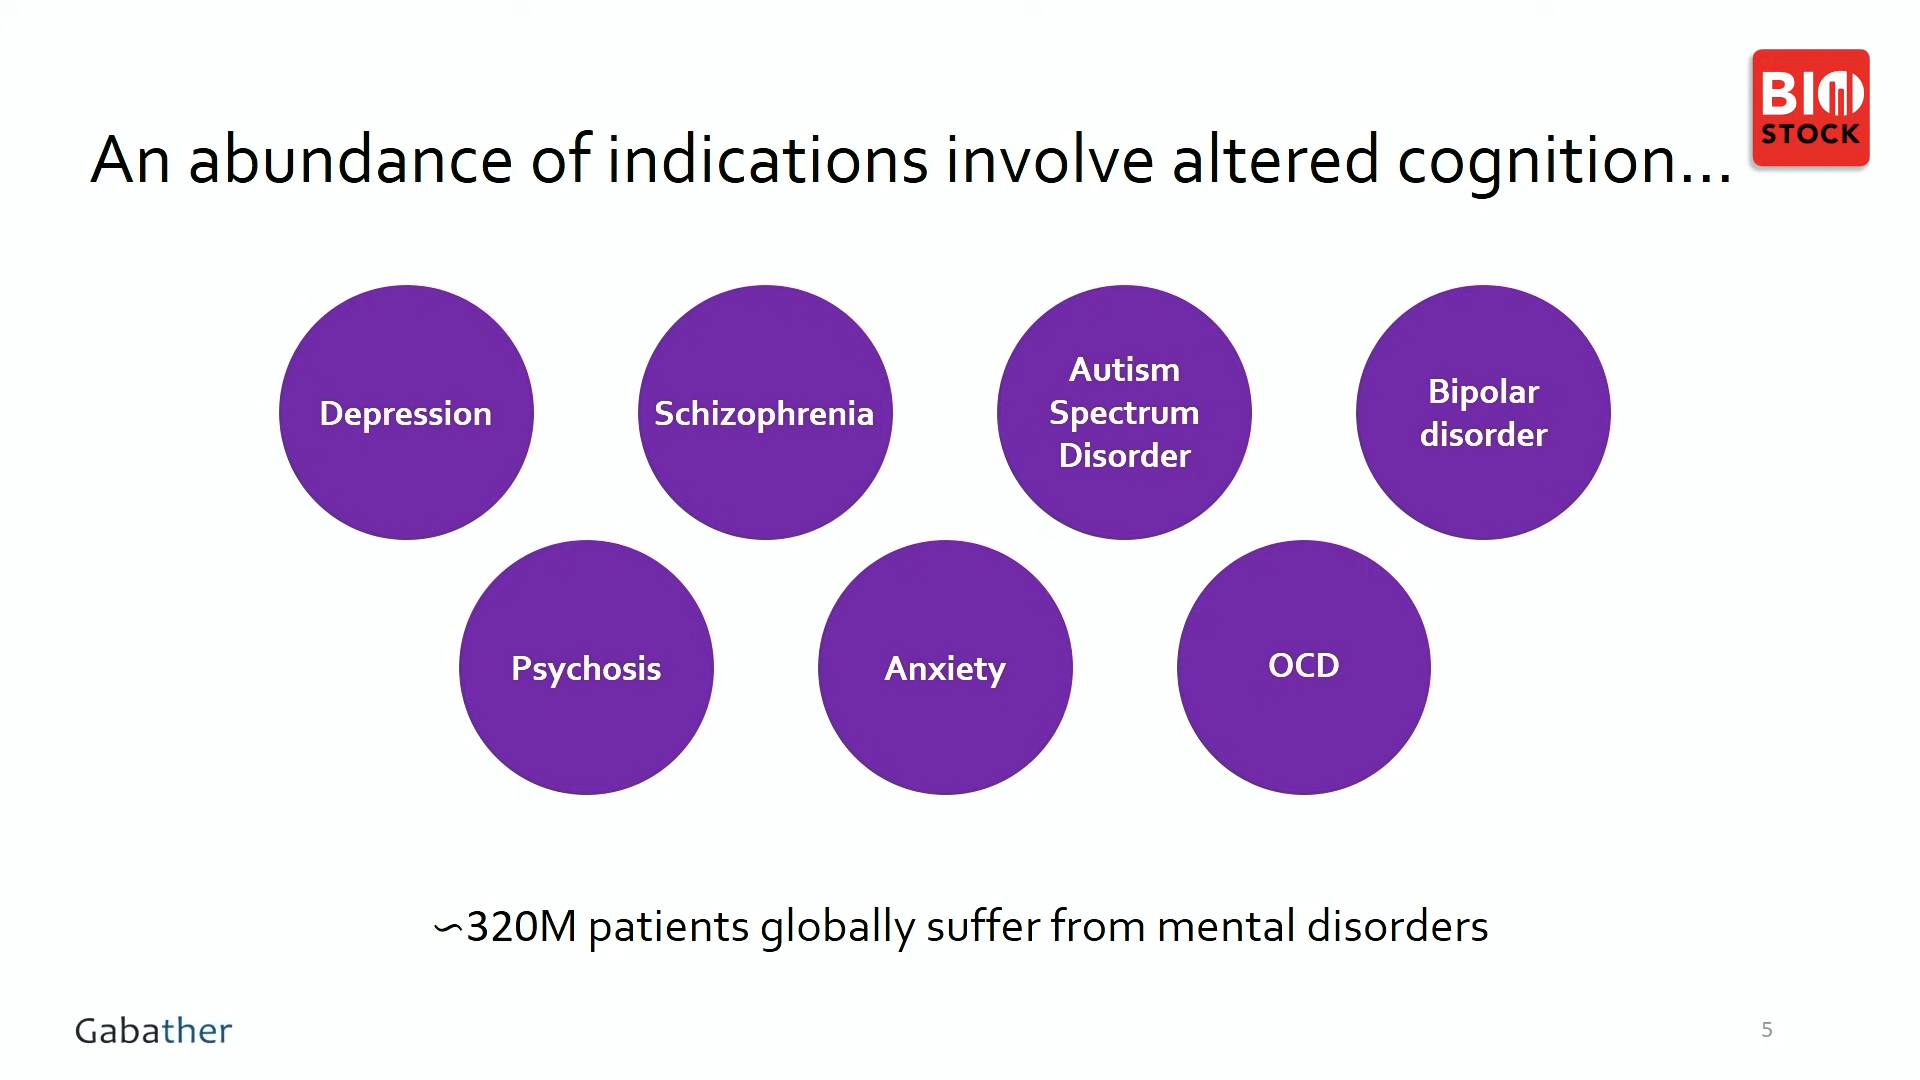 BIO
STOCK
An abundance of indications involve altered cognition...
Depression
Schizophrenia
Autism
Spectrum
Disorder
Bipolar
disorder
Psychosis
Anxiety
OCD
~320M patients globally suffer from mental disorders
Gabather
5